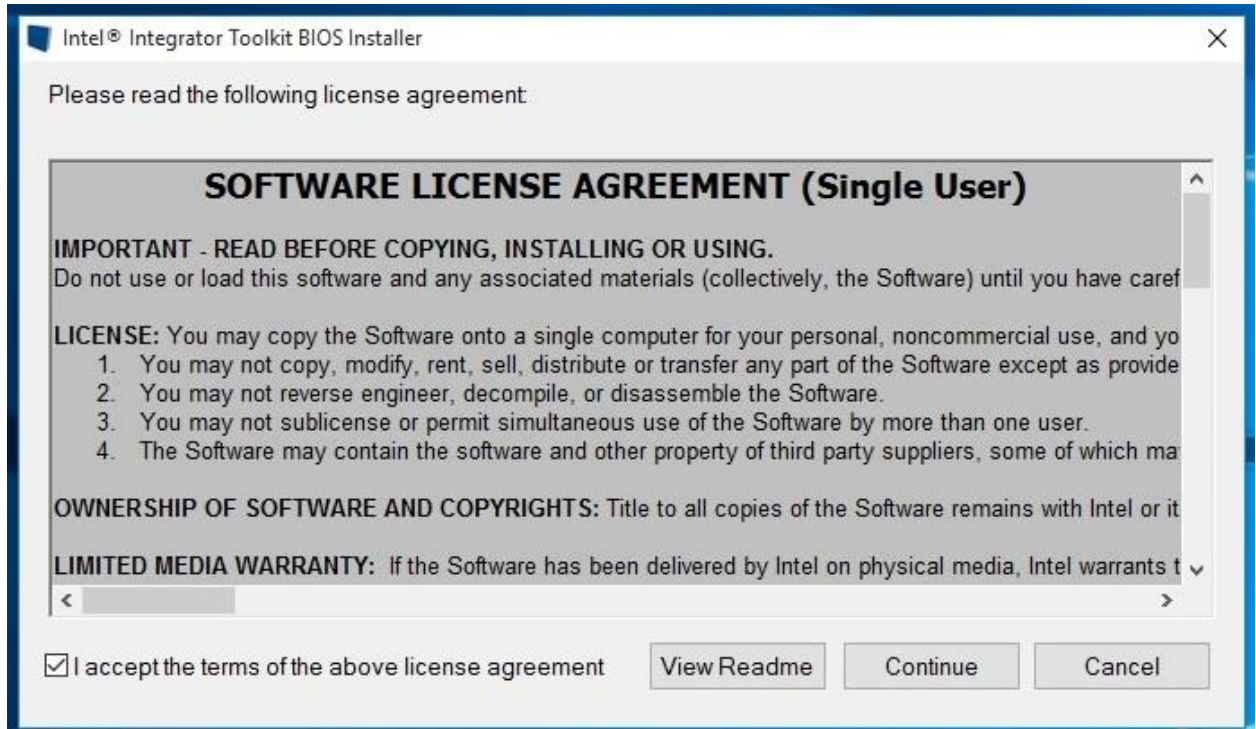 Intel® Integrator Toolkit BIOS Installer
Please read the following license agreement:
SOFTWARE LICENSE AGREEMENT (Single User)
IMPORTANT - READ BEFORE COPYING, INSTALLING OR USING.
Do not use or load this software and any associated materials (collectively, the Software) until you have caref
LICENSE: You may copy the Software onto a single computer for your personal, noncommercial use, and yo
1. You may not copy, modify, rent, sell, distribute or transfer any part of the Software except as provide
2. You may not reverse engineer, decompile, or disassemble the Software.
3. You may not sublicense or permit simultaneous use of the Software by more than one user.
4. The Software may contain the software and other property of third party suppliers, some of which ma
OWNERSHIP OF SOFTWARE AND COPYRIGHTS: Title to all copies of the Software remains with Intel or it
LIMITED MEDIA WARRANTY: If the Software has been delivered by Intel on physical media, Intel warrants t
I accept the terms of the above license agreement View Readme Continue Cancel